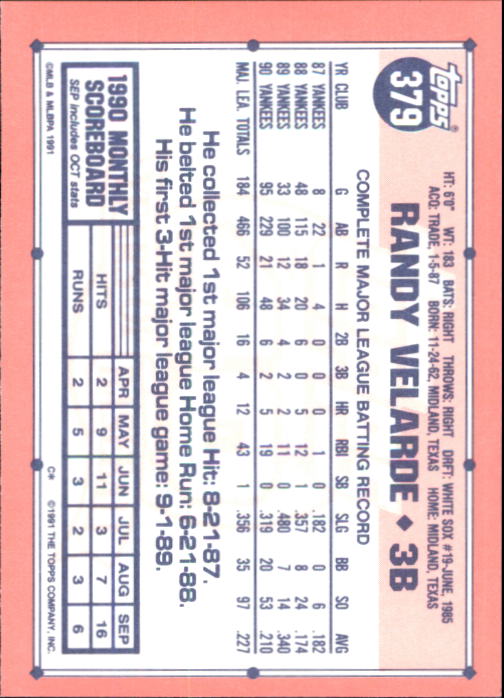 topps®
379
HT: 6'0" WT: 183 BATS: RIGHT THROWS: RIGHT DRFT: WHITE SOX #19-JUNE, 1985
ACQ: TRADE, 1-5-87 BORN: 11-24-62, MIDLAND, TEXAS HOME: MIDLAND, TEXAS
RANDY VELARDE ◆ 3B
COMPLETE MAJOR LEAGUE BATTING RECORD
YR CLUB G AB R H 2B 3B HR RBI SB SLG BB SO AVG
87 YANKEES 8 22 1 4 0 0 0 1 0 .182 0 6 .182
88 YANKEES 48 115 18 20 6 0 5 12 1 .357 8 24 .174
89 YANKEES 33 100 12 34 4 2 2 11 0 .480 7 14 .340
90 YANKEES 95 229 21 48 6 2 5 19 0 .319 20 53 .210
MAJ. LEA. TOTALS 184 466 52 106 16 4 12 43 1 .356 35 97 .227
He collected 1st major league Hit: 8-21-87.
He belted 1st major league Home Run: 6-21-88.
His first 3-Hit major league game: 9-1-89.
1990 MONTHLY
SCOREBOARD
SEP includes OCT stats
APR MAY JUN JUL AUG SEP
HITS 2 9 11 3 7 16
RUNS 2 5 3 2 3 6
©MLB & MLBPA 1991
C* ©1991 THE TOPPS COMPANY, INC.